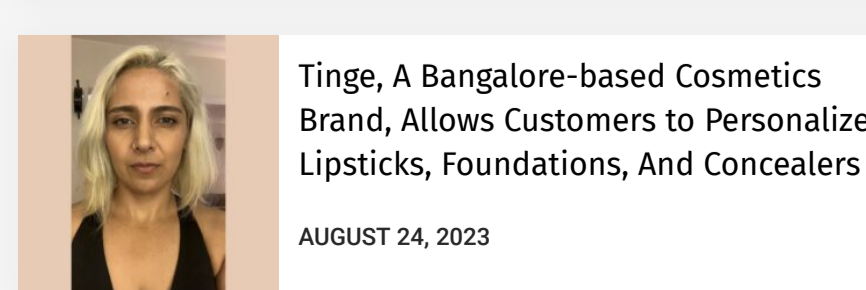 Tinge, A Bangalore-based Cosmetics
Brand, Allows Customers to Personalize
Lipsticks, Foundations, And Concealers
AUGUST 24, 2023